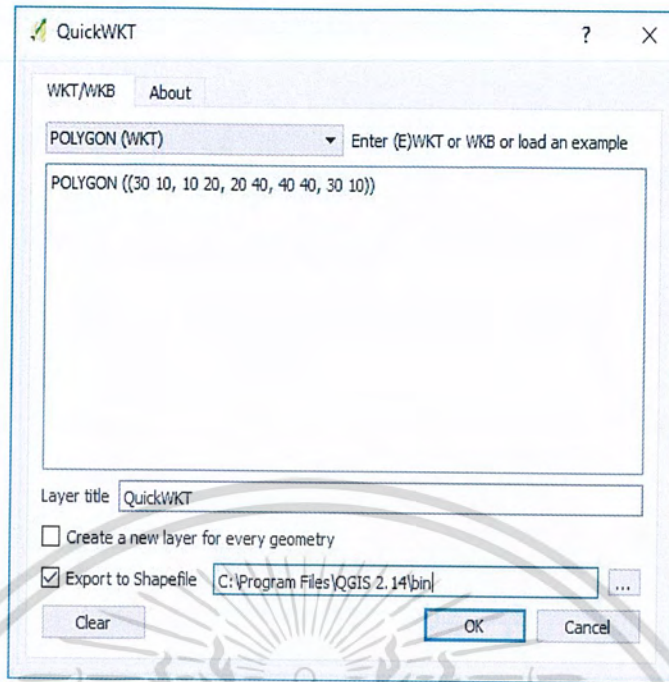 QuickWKT ? X
WKT/WKB About
POLYGON (WKT) Enter (E)WKT or WKB or load an example
POLYGON ((30 10, 10 20, 20 40, 40 40, 30 10))
Layer title QuickWKT
Create a new layer for every geometry
Export to Shapefile C:\Program Files\QGIS 2.14\bin ...
Clear OK Cancel